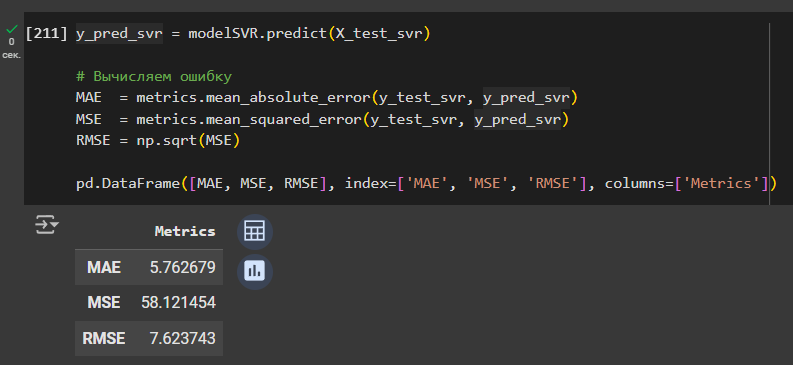 [211] y_pred_svr = modelSVR.predict(X_test_svr)
0
сек.
# Вычисляем ошибку
MAE  = metrics.mean_absolute_error(y_test_svr, y_pred_svr)
MSE  = metrics.mean_squared_error(y_test_svr, y_pred_svr)
RMSE = np.sqrt(MSE)
pd.DataFrame([MAE, MSE, RMSE], index=['MAE', 'MSE', 'RMSE'], columns=['Metrics'])
Metrics
MAE 5.762679
MSE 58.121454
RMSE 7.623743